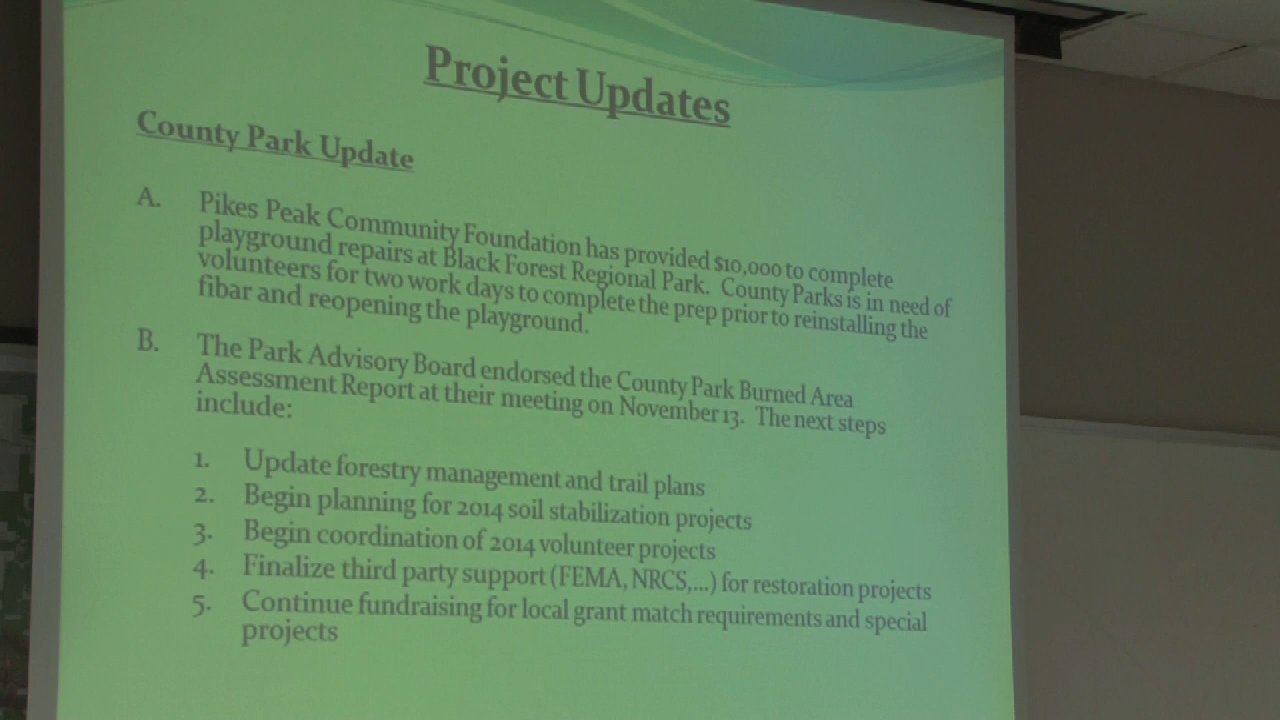 Project Updates
County Park Update
A. Pikes Peak Community Foundation has provided $10,000 to complete
playground repairs at Black Forest Regional Park. County Parks is in need of
volunteers for two work days to complete the prep prior to reinstalling the
fibar and reopening the playground.
B. The Park Advisory Board endorsed the County Park Burned Area
Assessment Report at their meeting on November 13. The next steps
include:
1. Update forestry management and trail plans
2. Begin planning for 2014 soil stabilization projects
3. Begin coordination of 2014 volunteer projects
4. Finalize third party support (FEMA, NRCS,...) for restoration projects
5. Continue fundraising for local grant match requirements and special
projects